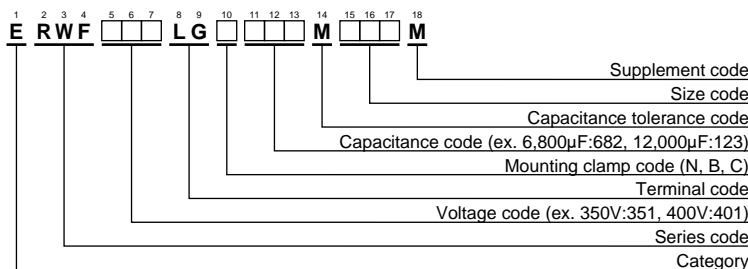 1 2 3 4 5 6 7 8 9 10 11 12 13 14 15 16 17 18
E R W F □ □ □ L G □ □ □ □ M □ □ □ M
Supplement code
Size code
Capacitance tolerance code
Capacitance code (ex. 6,800μF:682, 12,000μF:123)
Mounting clamp code (N, B, C)
Terminal code
Voltage code (ex. 350V:351, 400V:401)
Series code
Category